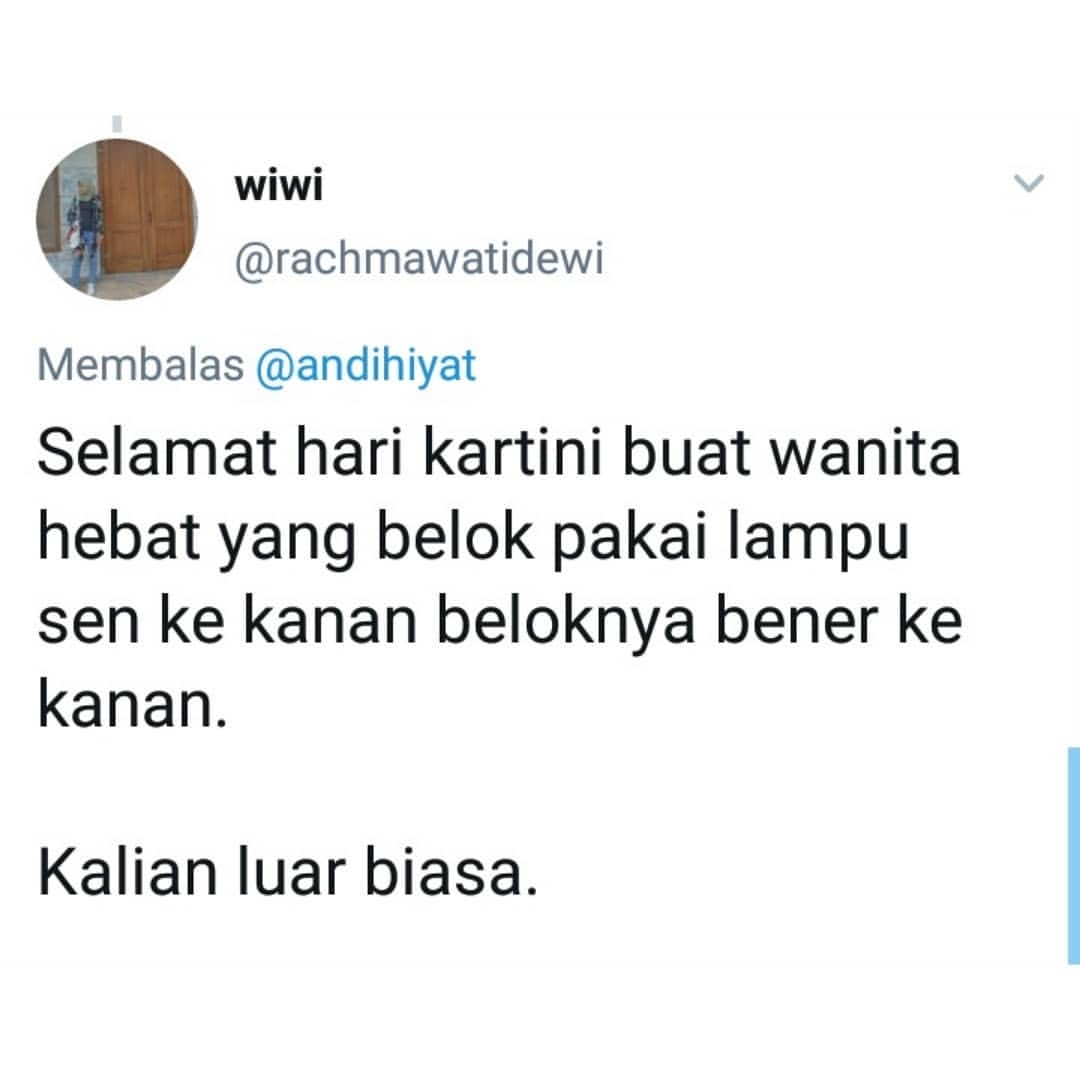 wiwi
@rachmawatidewi
Membalas @andihiyat
Selamat hari kartini buat wanita
hebat yang belok pakai lampu
sen ke kanan beloknya bener ke
kanan.
Kalian luar biasa.